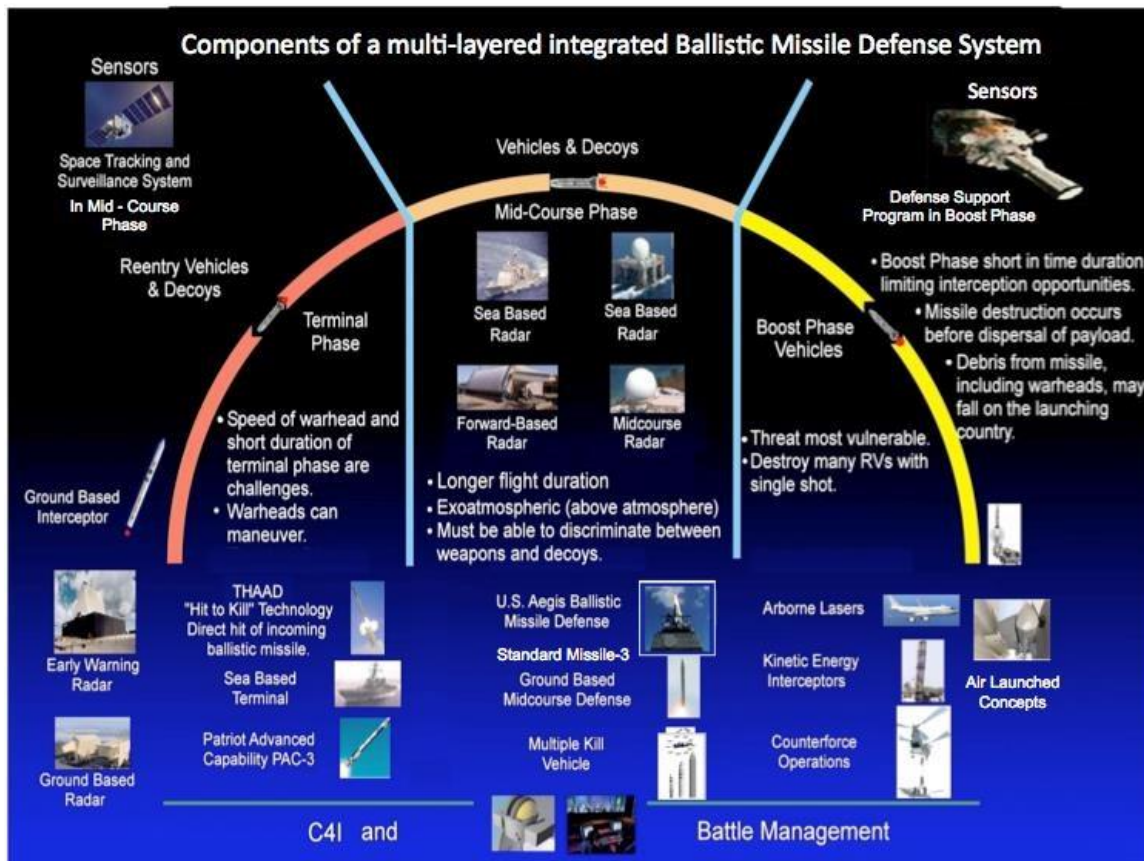 Components of a multi-layered integrated Ballistic Missile Defense System
Sensors
Space Tracking and
Surveillance System
In Mid - Course
Phase
Reentry Vehicles
& Decoys
Terminal
Phase
• Speed of warhead and
short duration of
terminal phase are
challenges.
• Warheads can
maneuver.
Ground Based
Interceptor
Vehicles & Decoys
Mid-Course Phase
Sea Based
Radar
Sea Based
Radar
Forward-Based
Radar
Midcourse
Radar
• Longer flight duration
• Exoatmospheric (above atmosphere)
• Must be able to discriminate between
weapons and decoys.
Sensors
Defense Support
Program in Boost Phase
• Boost Phase short in time duration
limiting interception opportunities.
• Missile destruction occurs
before dispersal of payload.
• Debris from missile,
including warheads, may
fall on the launching
country.
Boost Phase
Vehicles
• Threat most vulnerable.
• Destroy many RVs with
single shot.
Early Warning
Radar
Ground Based
Radar
THAAD
"Hit to Kill" Technology
Direct hit of incoming
ballistic missile.
Sea Based
Terminal
Patriot Advanced
Capability PAC-3
U.S. Aegis Ballistic
Missile Defense
Standard Missile-3
Ground Based
Midcourse Defense
Multiple Kill
Vehicle
Arborne Lasers
Kinetic Energy
Interceptors
Counterforce
Operations
Air Launched
Concepts
C4I and
Battle Management